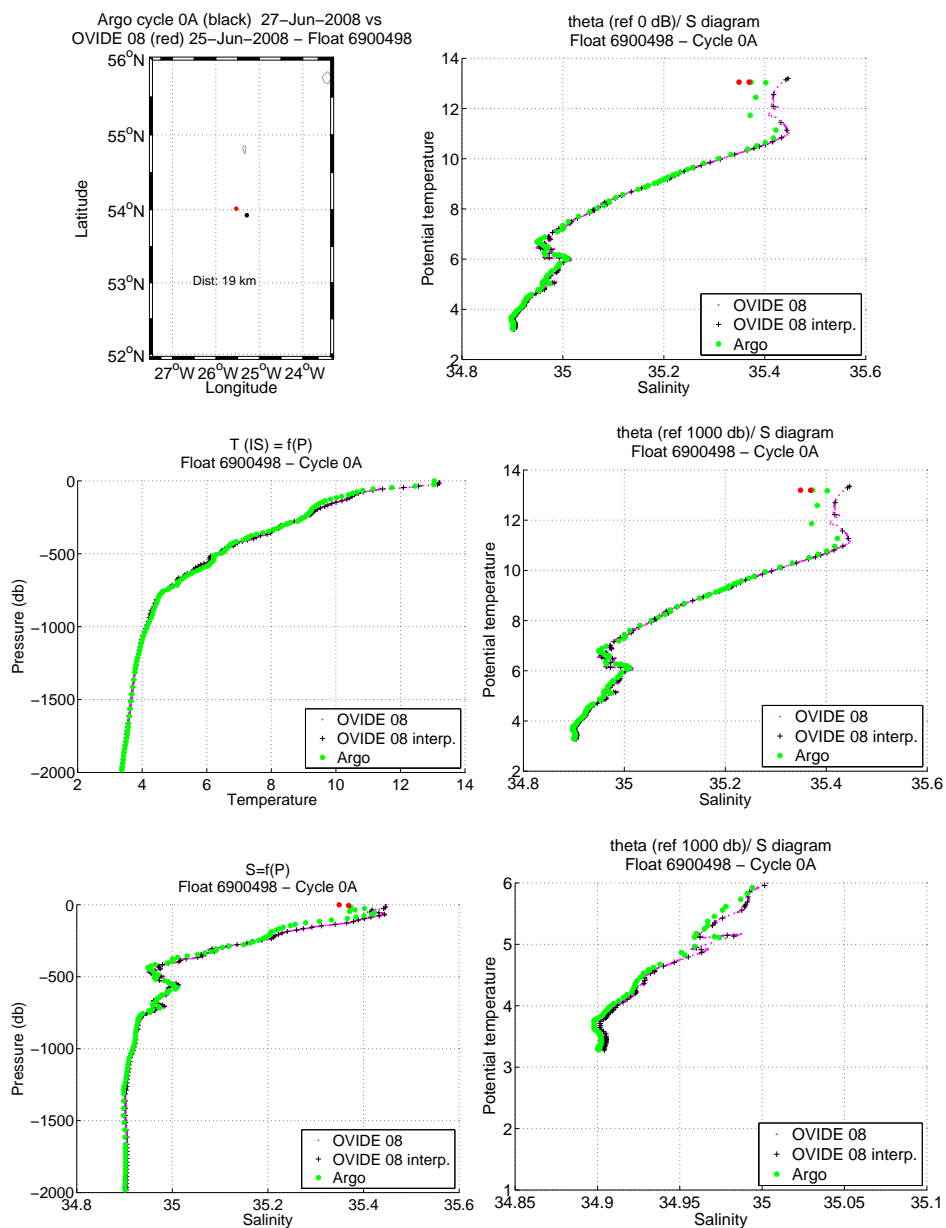 Argo cycle 0A (black)  27−Jun−2008 vs
OVIDE 08 (red) 25−Jun−2008 − Float 6900498
56°N
55°N
54°N
53°N
52°N
Latitude
Dist: 19 km
27°W 26°W 25°W 24°W
Longitude
theta (ref 0 dB)/ S diagram
Float 6900498 − Cycle 0A
14
12
10
8
6
4
2
Potential temperature
OVIDE 08
OVIDE 08 interp.
Argo
34.8 35 35.2 35.4 35.6
Salinity
T (IS) = f(P)
Float 6900498 − Cycle 0A
0
−500
−1000
−1500
−2000
Pressure (db)
OVIDE 08
OVIDE 08 interp.
Argo
2 4 6 8 10 12 14
Temperature
theta (ref 1000 db)/ S diagram
Float 6900498 − Cycle 0A
14
12
10
8
6
4
2
Potential temperature
OVIDE 08
OVIDE 08 interp.
Argo
34.8 35 35.2 35.4 35.6
Salinity
S=f(P)
Float 6900498 − Cycle 0A
0
−500
−1000
−1500
−2000
Pressure (db)
OVIDE 08
OVIDE 08 interp.
Argo
34.8 35 35.2 35.4 35.6
Salinity
theta (ref 1000 db)/ S diagram
Float 6900498 − Cycle 0A
6
5
4
3
2
1
Potential temperature
OVIDE 08
OVIDE 08 interp.
Argo
34.85 34.9 34.95 35 35.05 35.1
Salinity